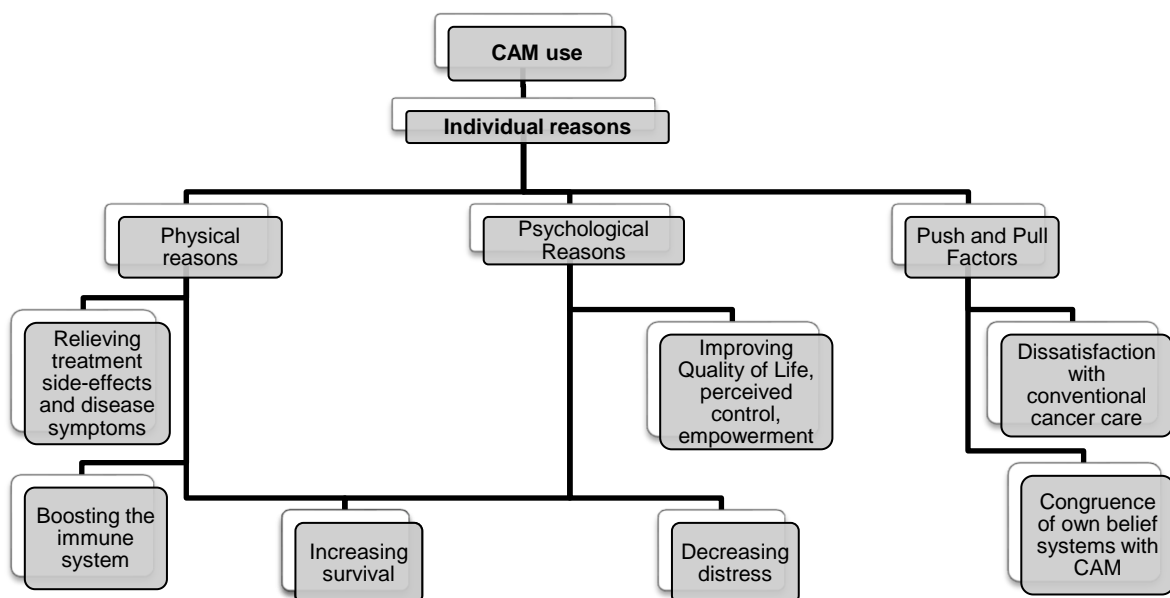 CAM use
Individual reasons
Physical
reasons
Psychological
Reasons
Push and Pull
Factors
Relieving
treatment
side-effects
and disease
symptoms
Improving
Quality of Life,
perceived
control,
empowerment
Dissatisfaction
with
conventional
cancer care
Boosting the
immune
system
Increasing
survival
Decreasing
distress
Congruence
of own belief
systems with
CAM